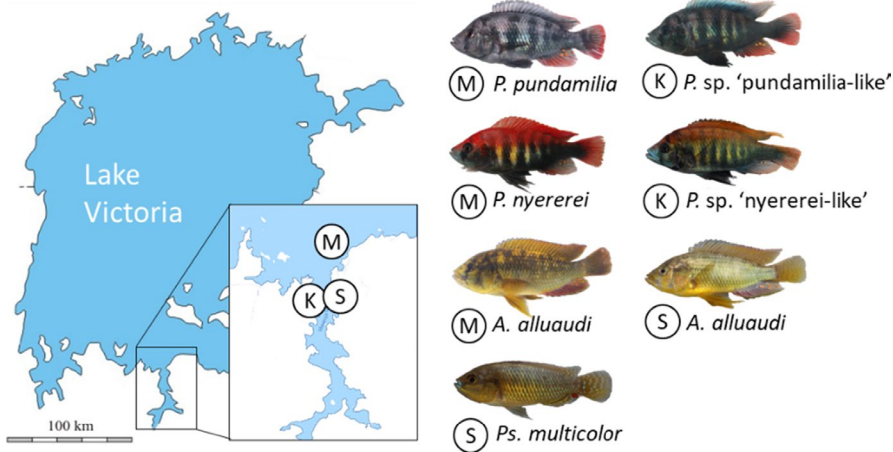 Lake
Victoria
M
K
S
100 km
M P. pundamilia
K P. sp. ‘pundamilia-like’
M P. nyererei
K P. sp. ‘nyererei-like’
M A. alluaudi
S A. alluaudi
S Ps. multicolor